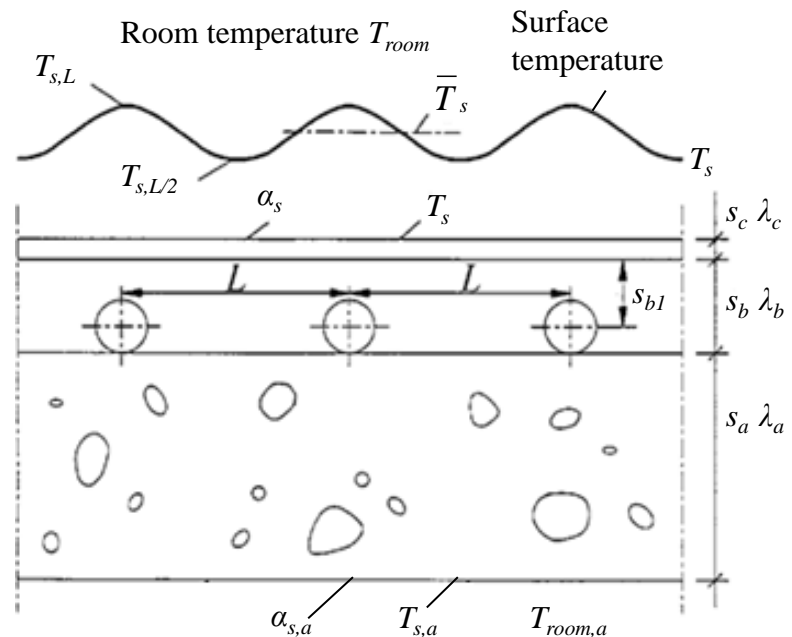 Room temperature T_room
Surface temperature
T_s,L
T̅_s
T_s,L/2
T_s
α_s
T_s
s_c λ_c
L
L
s_b1
s_b λ_b
s_a λ_a
α_s,a
T_s,a
T_room,a